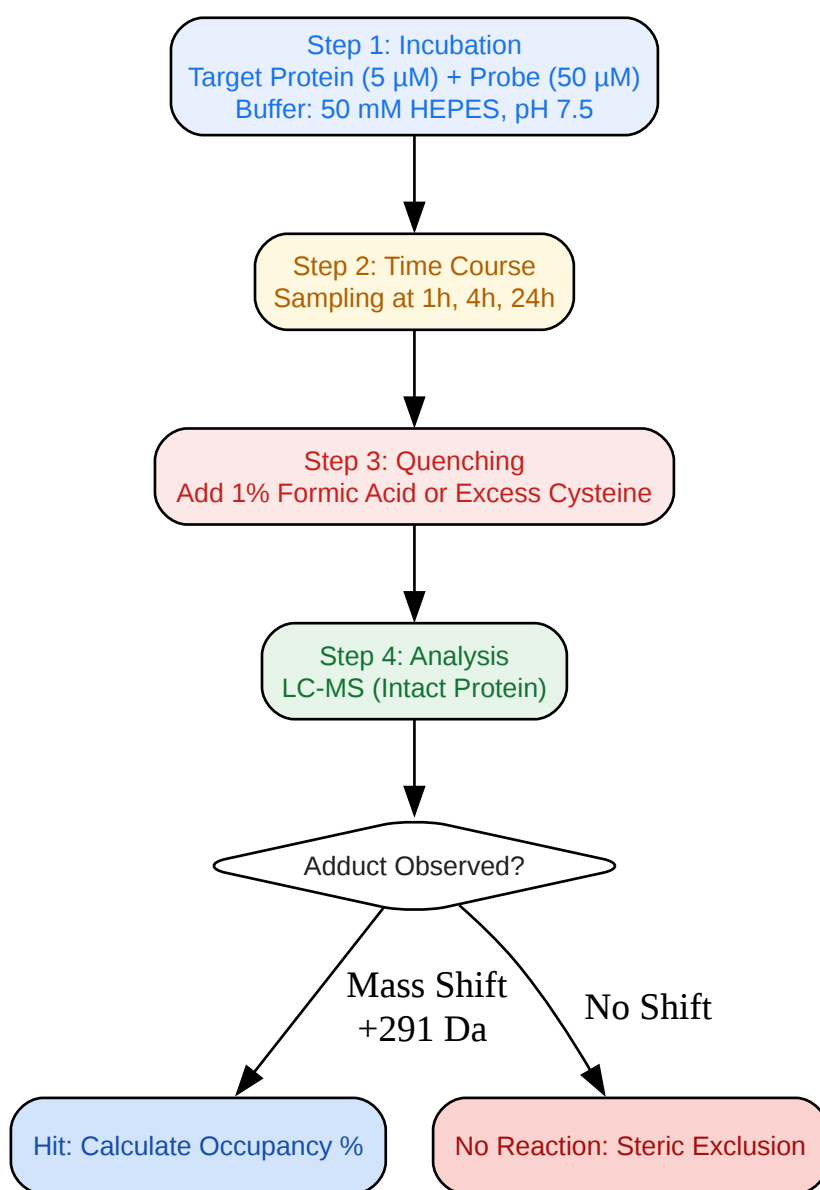 Step 1: Incubation
Target Protein (5 µM) + Probe (50 µM)
Buffer: 50 mM HEPES, pH 7.5
Step 2: Time Course
Sampling at 1h, 4h, 24h
Step 3: Quenching
Add 1% Formic Acid or Excess Cysteine
Step 4: Analysis
LC-MS (Intact Protein)
Adduct Observed?
Mass Shift
+291 Da
No Shift
Hit: Calculate Occupancy %
No Reaction: Steric Exclusion